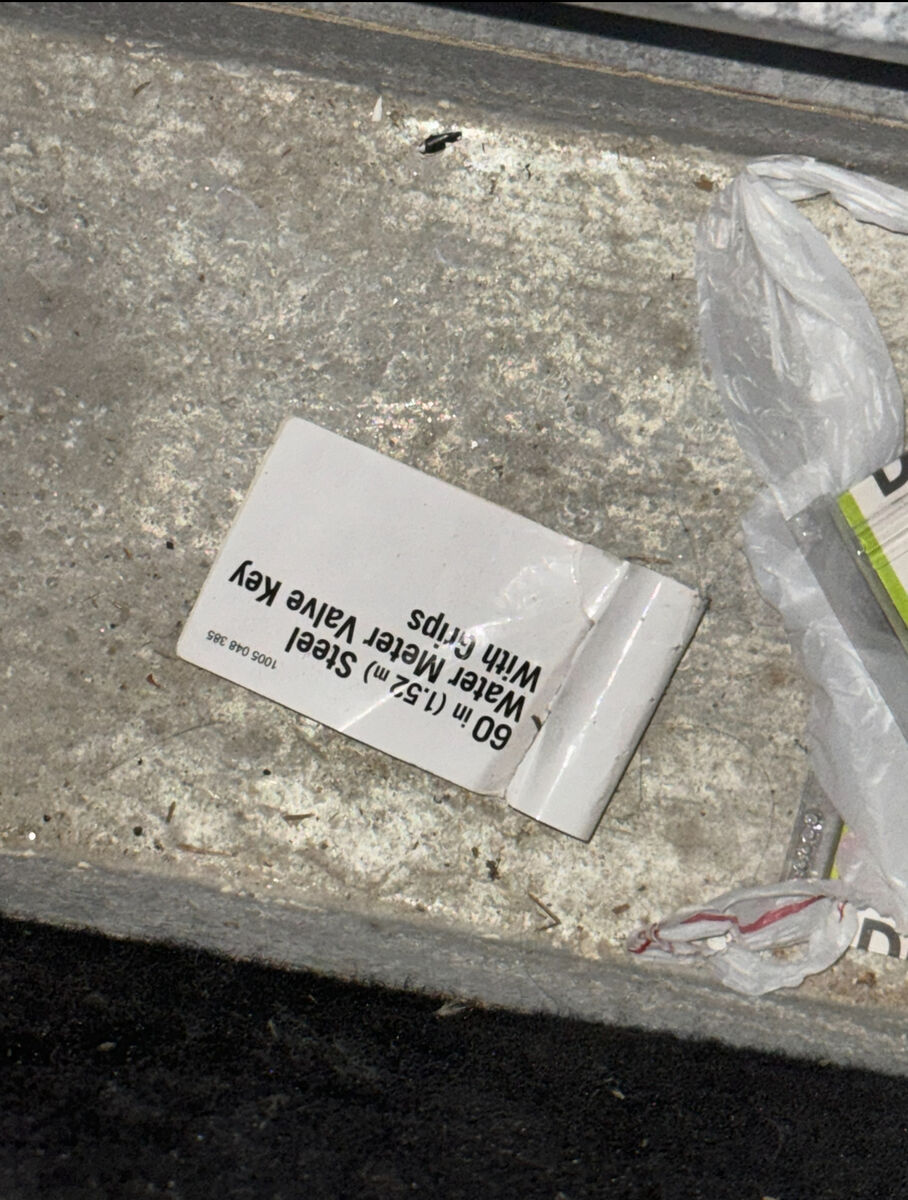 60 in (1.52 m) Steel
Water Meter Valve Key
With Grips
1005 048 385